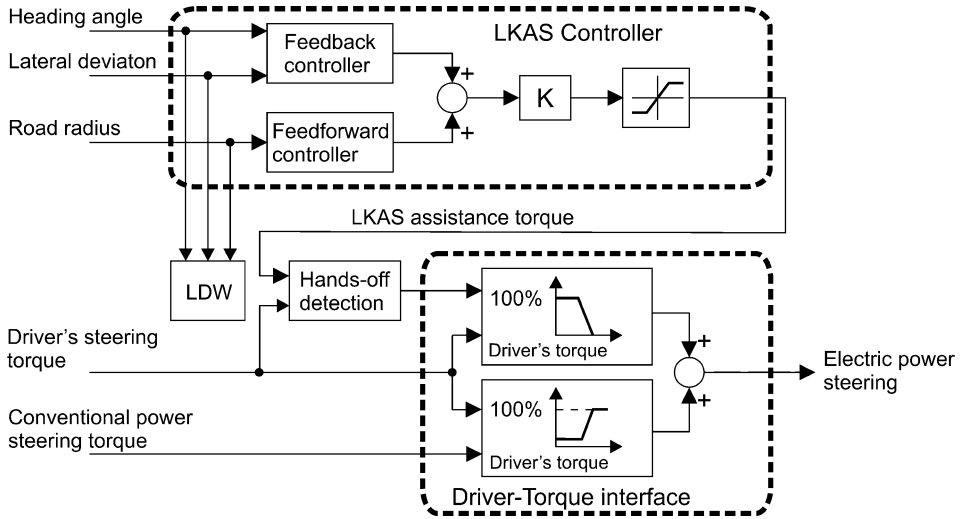 Heading angle
Lateral deviaton
Road radius
LKAS Controller
Feedback
controller
+
+
K
Feedforward
controller
LKAS assistance torque
LDW
Hands-off
detection
Driver's steering
torque
Conventional power
steering torque
100%
Driver's torque
100%
Driver's torque
+
+
Electric power
steering
Driver-Torque interface